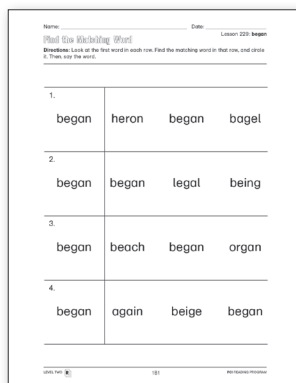 Name: Date:
Lesson 229: began
Find the Matching Word
Directions: Look at the first word in each row. Find the matching word in that row, and circle
it. Then, say the word.
1.
began heron began bagel
2.
began began legal being
3.
began beach began organ
4.
began again beige began
LEVEL TWO B 181